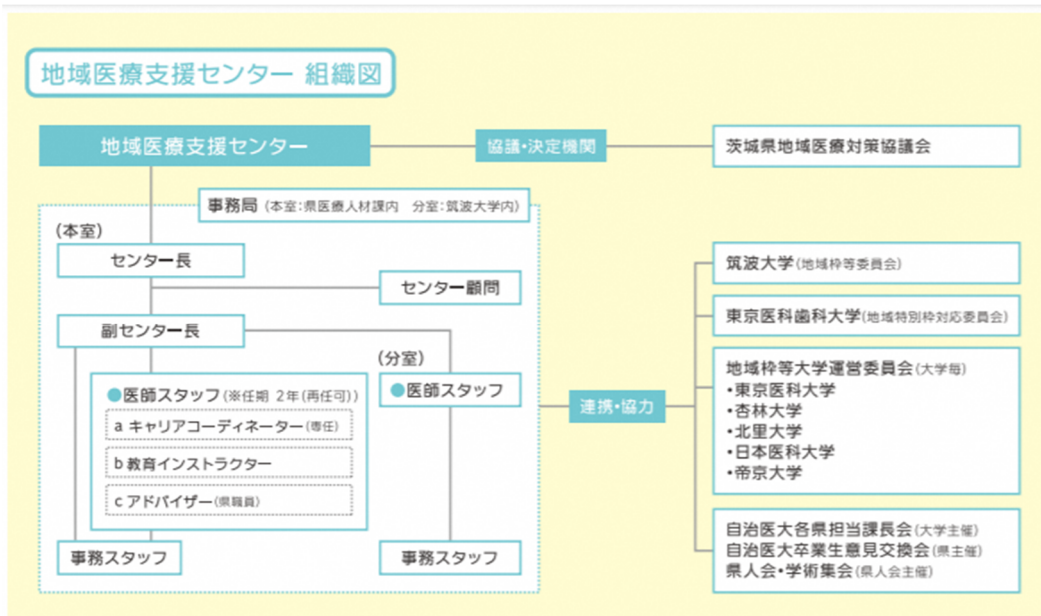 地域医療支援センター 組織図
地域医療支援センター
協議・決定機関
茨城県地域医療対策協議会
事務局(本室:県医療人材課内 分室:筑波大学内)
(本室)
センター長
センター顧問
副センター長
●医師スタッフ(※任期 2年(再任可))
a キャリアコーディネーター(専任)
b 教育インストラクター
c アドバイザー(県職員)
事務スタッフ
(分室)
●医師スタッフ
事務スタッフ
連携・協力
筑波大学(地域枠等委員会)
東京医科歯科大学(地域特別枠対応委員会)
地域枠等大学運営委員会(大学毎)
・東京医科大学
・杏林大学
・北里大学
・日本医科大学
・帝京大学
自治医大各県担当課長会(大学主催)
自治医大卒業生意見交換会(県主催)
県人会・学術集会(県人会主催)